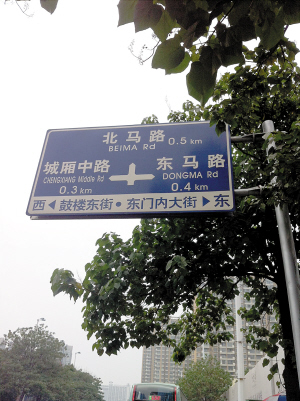 北马路 0.5 km
BEIMA Rd
城厢中路 东马路
CHENGXIANG Middle Rd DONGMA Rd
0.3 km 0.4 km
西 ◀ 鼓楼东街 • 东门内大街 ▶ 东